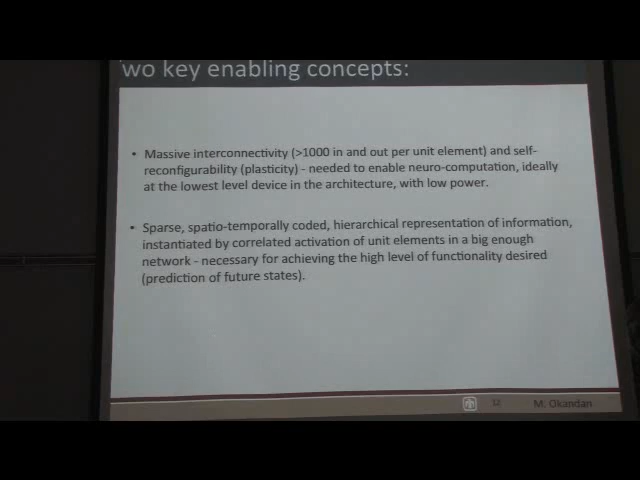 wo key enabling concepts:
• Massive interconnectivity (>1000 in and out per unit element) and self-
reconfigurability (plasticity) - needed to enable neuro-computation, ideally
at the lowest level device in the architecture, with low power.
• Sparse, spatio-temporally coded, hierarchical representation of information,
instantiated by correlated activation of unit elements in a big enough
network - necessary for achieving the high level of functionality desired
(prediction of future states).
12 M. Okandan